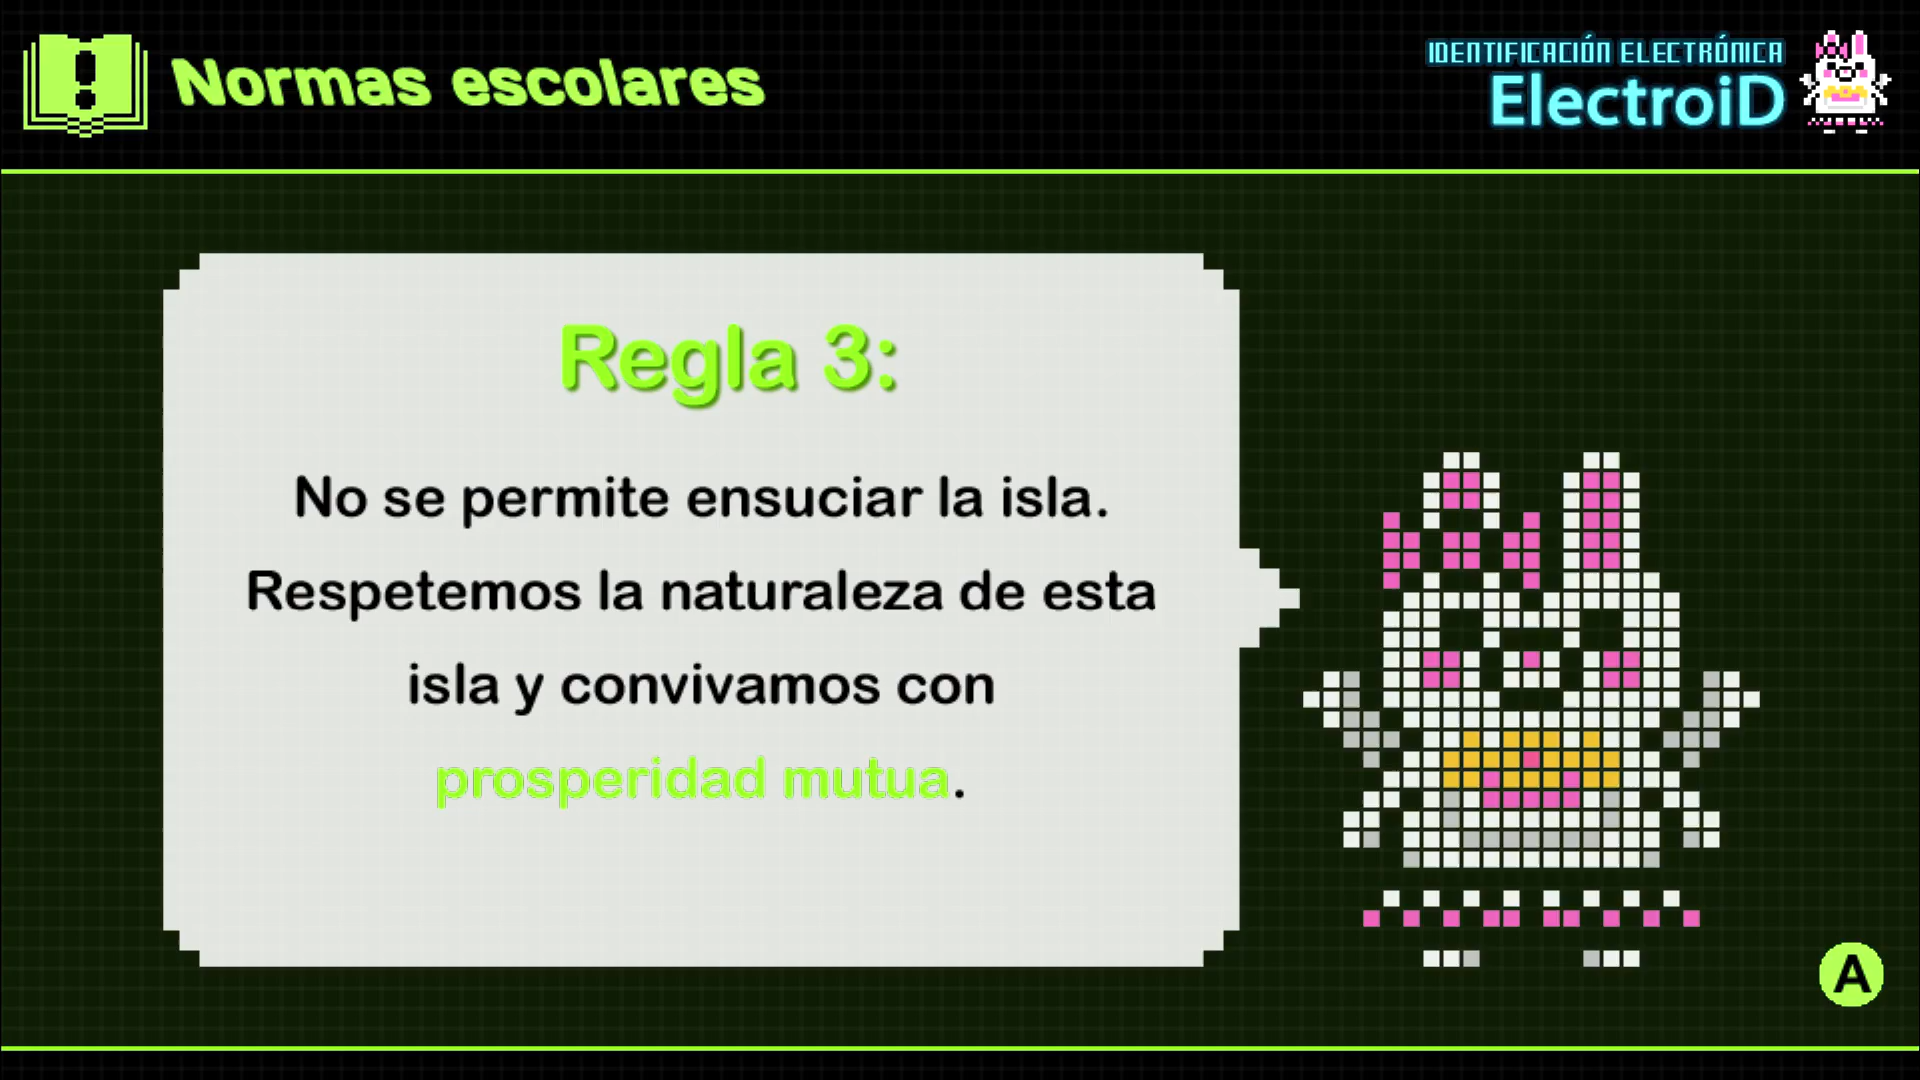 Normas escolares
IDENTIFICACIÓN ELECTRÓNICA
ElectroiD
Regla 3:
No se permite ensuciar la isla.
Respetemos la naturaleza de esta
isla y convivamos con
prosperidad mutua.
A